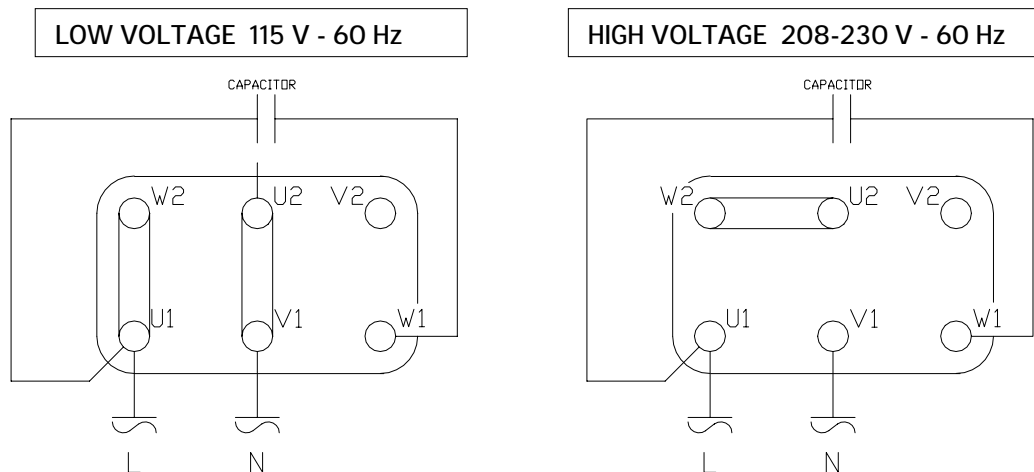 LOW VOLTAGE 115 V - 60 Hz
CAPACITOR
W2 U2 V2
U1 V1 W1
L N
HIGH VOLTAGE 208-230 V - 60 Hz
CAPACITOR
W2 U2 V2
U1 V1 W1
L N